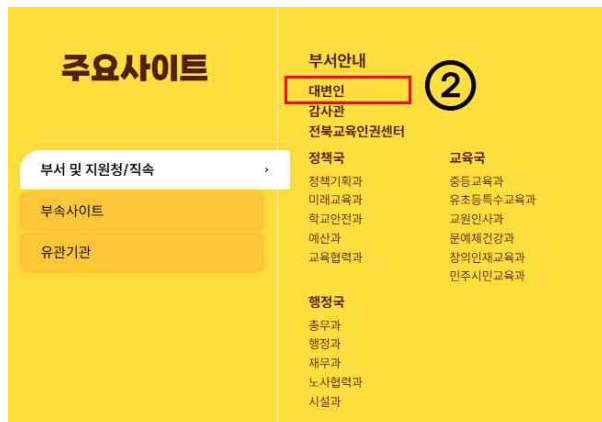 주요사이트
부서 및 지원청/직속 ›
부속사이트
유관기관
부서안내
대변인
②
감사관
전북교육인권센터
정책국
정책기획과
미래교육과
학교안전과
예산과
교육협력과
교육국
중등교육과
유초등특수교육과
교원인사과
문예체건강과
창의인재교육과
민주시민교육과
행정국
총무과
행정과
재무과
노사협력과
시설과